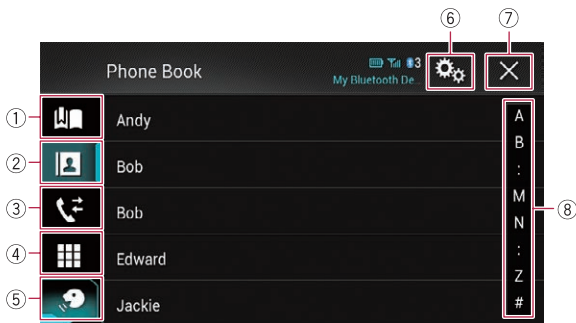 ⑥ ⑦
Phone Book
3
My Bluetooth De...
① Andy
② Bob
③ Bob
④ Edward
⑤ Jackie
A
B
:
M
N
:
Z
#
⑧